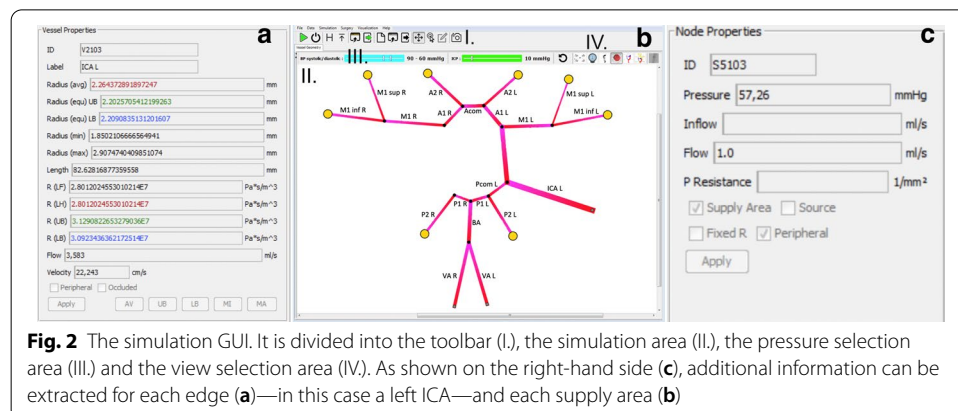 Vessel Properties
a
ID V2103
Label ICA L
Radius (avg) 2.264372891897247 mm
Radius (equ) UB 2.2025705412199263 mm
Radius (equ) LB 2.2090835131201607 mm
Radius (min) 1.8502106666564941 mm
Radius (max) 2.9074740409851074 mm
Length 82.62816877359558 mm
R (LF) 2.8012024553010214E7 Pa*s/m^3
R (LH) 2.8012024553010214E7 Pa*s/m^3
R (UB) 3.1290822653279036E7 Pa*s/m^3
R (LB) 3.0923436362172514E7 Pa*s/m^3
Flow 3,583 ml/s
Velocity 22,243 cm/s
Peripheral Occluded
Apply AV UB LB MI MA
File Data Simulation Surgery Visualization Help
I.
b
Vessel Geometry
IV.
BP systolic/diastolic III. 90 - 60 mmHg 10 mmHg
II.
M1 sup R
A2 R
A2 L
M1 sup L
Acom
M1 inf R
M1 R
A1 R
A1 L
M1 L
M1 inf L
Pcom L
ICA L
P1 R
P1 L
P2 R
BA
P2 L
VA R
VA L
Node Properties
c
ID S5103
Pressure 57,26 mmHg
Inflow ml/s
Flow 1.0 ml/s
P Resistance 1/mm²
Supply Area Source
Fixed R Peripheral
Apply
Fig. 2 The simulation GUI. It is divided into the toolbar (I.), the simulation area (II.), the pressure selection
area (III.) and the view selection area (IV.). As shown on the right-hand side (c), additional information can be
extracted for each edge (a)—in this case a left ICA—and each supply area (b)